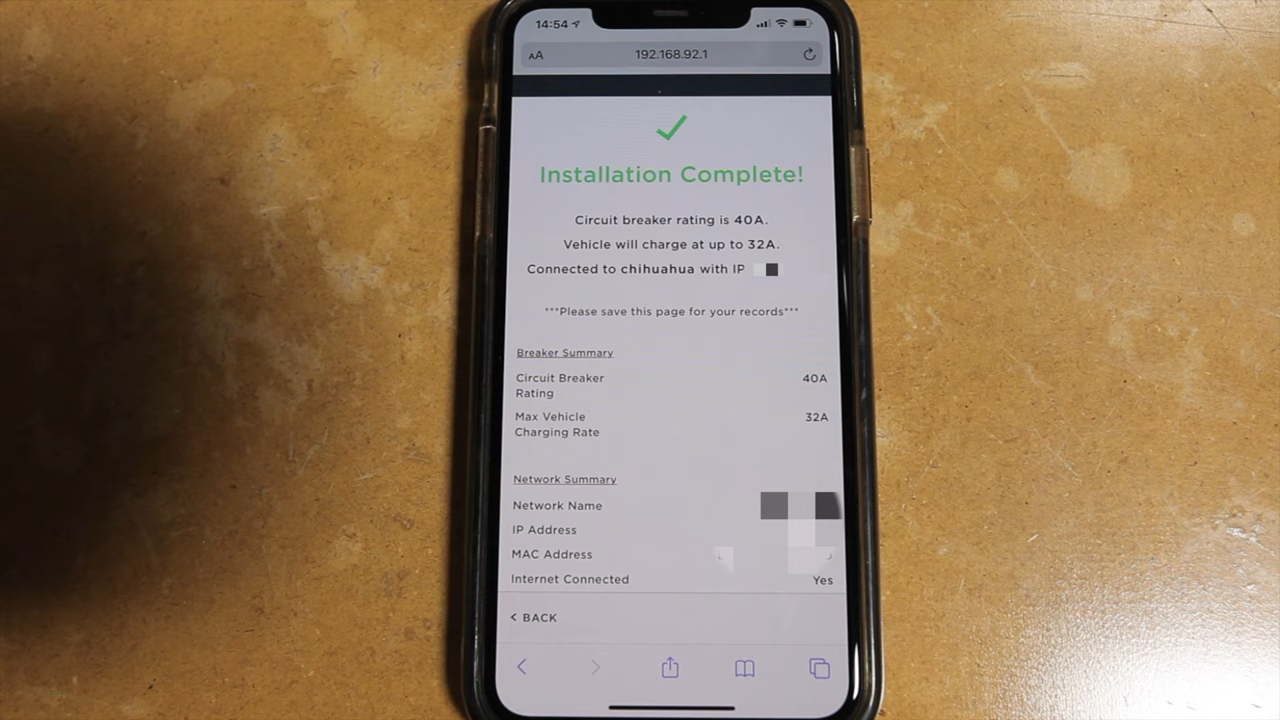 14:54
AA 192.168.92.1
Installation Complete!
Circuit breaker rating is 40A.
Vehicle will charge at up to 32A.
Connected to chihuahua with IP
***Please save this page for your records***
Breaker Summary
Circuit Breaker Rating 40A
Max Vehicle Charging Rate 32A
Network Summary
Network Name
IP Address
MAC Address
Internet Connected Yes
< BACK